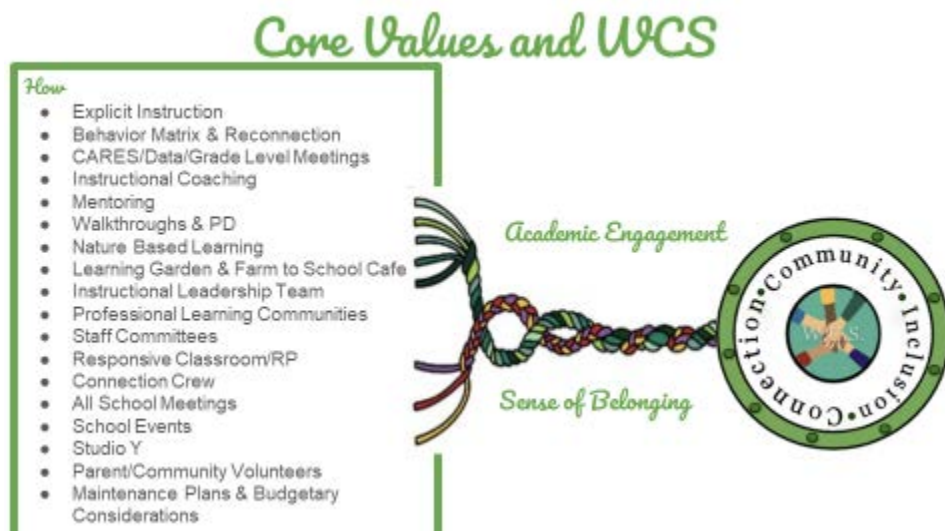 Core Values and WCS
How
Explicit Instruction
Behavior Matrix & Reconnection
CARES/Data/Grade Level Meetings
Instructional Coaching
Mentoring
Walkthroughs & PD
Nature Based Learning
Learning Garden & Farm to School Cafe
Instructional Leadership Team
Professional Learning Communities
Staff Committees
Responsive Classroom/RP
Connection Crew
All School Meetings
School Events
Studio Y
Parent/Community Volunteers
Maintenance Plans & Budgetary
Considerations
Academic Engagement
Sense of Belonging
Connection•Community•Inclusion•